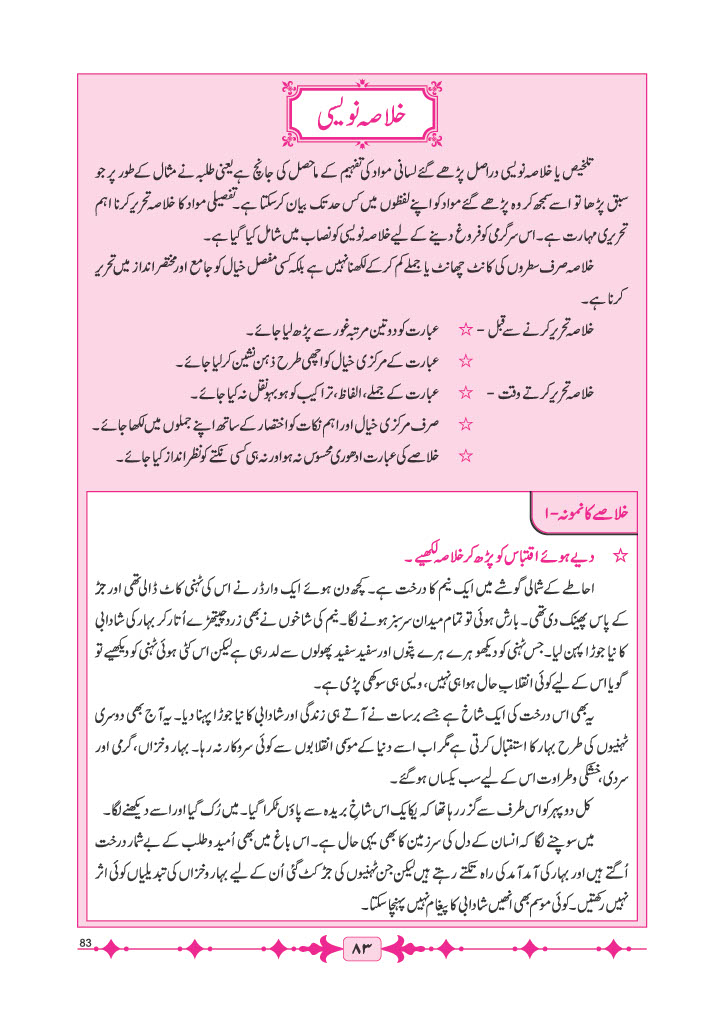 خلاصہ نویسی
تلخیص یا خلاصہ نویسی دراصل پڑھے گئے لسانی مواد کی تفہیم کے ماحصل کی جانچ ہے یعنی طلبہ نے مثال کے طور پر جو
سبق پڑھا تو اسے سمجھ کر وہ پڑھے گئے مواد کو اپنے لفظوں میں کس حد تک بیان کرسکتا ہے۔ تفصیلی مواد کا خلاصہ تحریر کرنا اہم
تحریری مہارت ہے۔ اس سرگرمی کو فروغ دینے کے لیے خلاصہ نویسی کو نصاب میں شامل کیا گیا ہے۔
خلاصہ صرف سطروں کی کانٹ چھانٹ یا جملے کم کرکے لکھنا نہیں ہے بلکہ کسی مفصل خیال کو جامع اور مختصر انداز میں تحریر
کرنا ہے۔
خلاصہ تحریر کرنے سے قبل - ☆ عبارت کو دو تین مرتبہ غور سے پڑھ لیا جائے۔
☆ عبارت کے مرکزی خیال کو اچھی طرح ذہن نشین کرلیا جائے۔
خلاصہ تحریر کرتے وقت - ☆ عبارت کے جملے، الفاظ، تراکیب کو ہو بہو نقل نہ کیا جائے۔
☆ صرف مرکزی خیال اور اہم نکات کو اختصار کے ساتھ اپنے جملوں میں لکھا جائے۔
☆ خلاصے کی عبارت ادھوری محسوس نہ ہو اور نہ ہی کسی نکتے کو نظر انداز کیا جائے۔
خلاصے کا نمونہ - ۱
☆ دیے ہوئے اقتباس کو پڑھ کر خلاصہ لکھیے۔
احاطے کے شمالی گوشے میں ایک نیم کا درخت ہے۔ کچھ دن ہوئے ایک وارڈر نے اس کی ٹہنی کاٹ ڈالی تھی اور جڑ
کے پاس پھینک دی تھی۔ بارش ہوئی تو تمام میدان سرسبز ہونے لگا۔ نیم کی شاخوں نے بھی زرد چیتھڑے اُتار کر بہار کی شادابی
کا نیا جوڑا پہن لیا۔ جس ٹہنی کو دیکھو ہرے ہرے پتّوں اور سفید سفید پھولوں سے لد رہی ہے لیکن اس کٹی ہوئی ٹہنی کو دیکھیے تو
گویا اس کے لیے کوئی انقلابِ حال ہوا ہی نہیں، ویسی ہی سوکھی پڑی ہے۔
یہ بھی اس درخت کی ایک شاخ ہے جسے برسات نے آتے ہی زندگی اور شادابی کا نیا جوڑا پہنا دیا۔ یہ آج بھی دوسری
ٹہنیوں کی طرح بہار کا استقبال کرتی ہے مگر اب اسے دنیا کے موسمی انقلابوں سے کوئی سروکار نہ رہا۔ بہار و خزاں، گرمی اور
سردی، خشکی و طراوت اس کے لیے سب یکساں ہوگئے۔
کل دوپہر کو اس طرف سے گزر رہا تھا کہ یکایک اس شاخِ بریدہ سے پاؤں ٹکرا گیا۔ میں رُک گیا اور اسے دیکھنے لگا۔
میں سوچنے لگا کہ انسان کے دل کی سرزمین کا بھی یہی حال ہے۔ اس باغ میں بھی اُمید و طلب کے بے شمار درخت
اُگتے ہیں اور بہار کی آمد آمد کی راہ تکتے رہتے ہیں لیکن جن ٹہنیوں کی جڑ کٹ گئی اُن کے لیے بہار و خزاں کی تبدیلیاں کوئی اثر
نہیں رکھتیں۔ کوئی موسم بھی انھیں شادابی کا پیغام نہیں پہنچا سکتا۔
83
۸۳